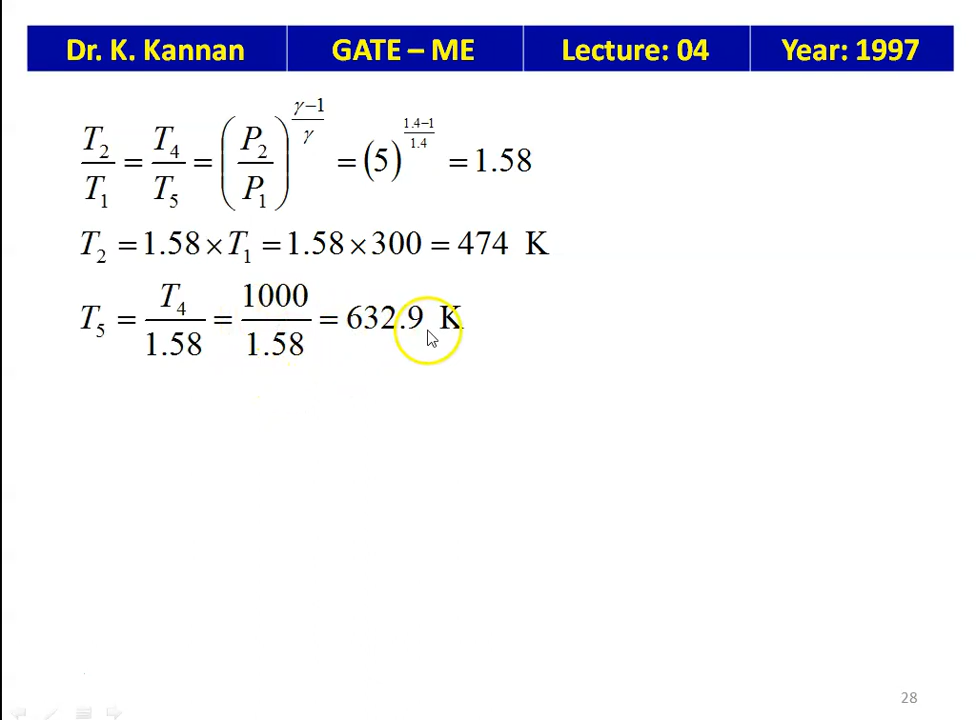 Dr. K. Kannan GATE – ME Lecture: 04 Year: 1997
T₂/T₁ = T₄/T₅ = (P₂/P₁)^((γ−1)/γ) = (5)^((1.4−1)/1.4) = 1.58
T₂ = 1.58 × T₁ = 1.58 × 300 = 474 K
T₅ = T₄/1.58 = 1000/1.58 = 632.9 K
28